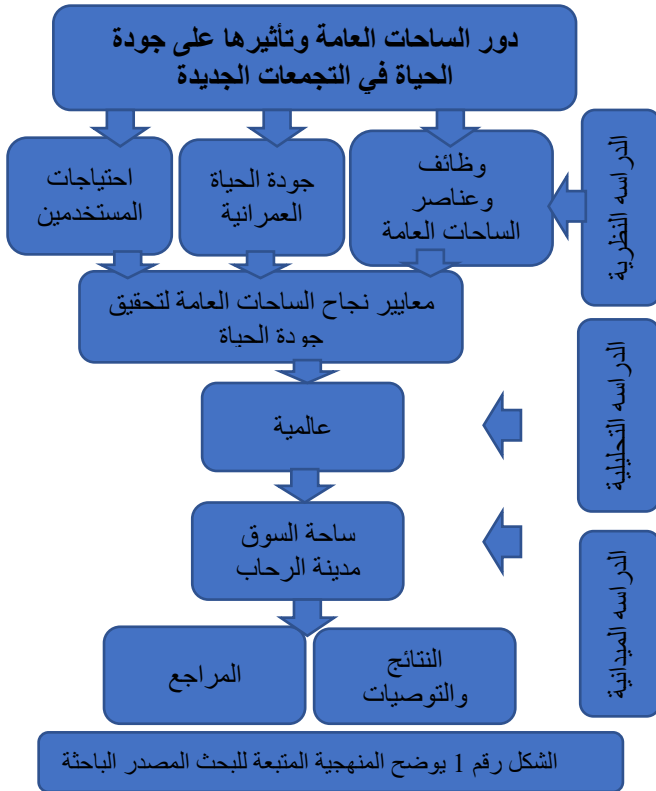 دور الساحات العامة وتأثيرها على جودة
الحياة في التجمعات الجديدة
وظائف
وعناصر
الساحات العامة
جودة الحياة
العمرانية
احتياجات
المستخدمين
الدراسه النظرية
معايير نجاح الساحات العامة لتحقيق
جودة الحياة
عالمية
الدراسه التحليلية
ساحة السوق
مدينة الرحاب
الدراسه الميدانية
النتائج
والتوصيات
المراجع
الشكل رقم 1 يوضح المنهجية المتبعة للبحث المصدر الباحثة